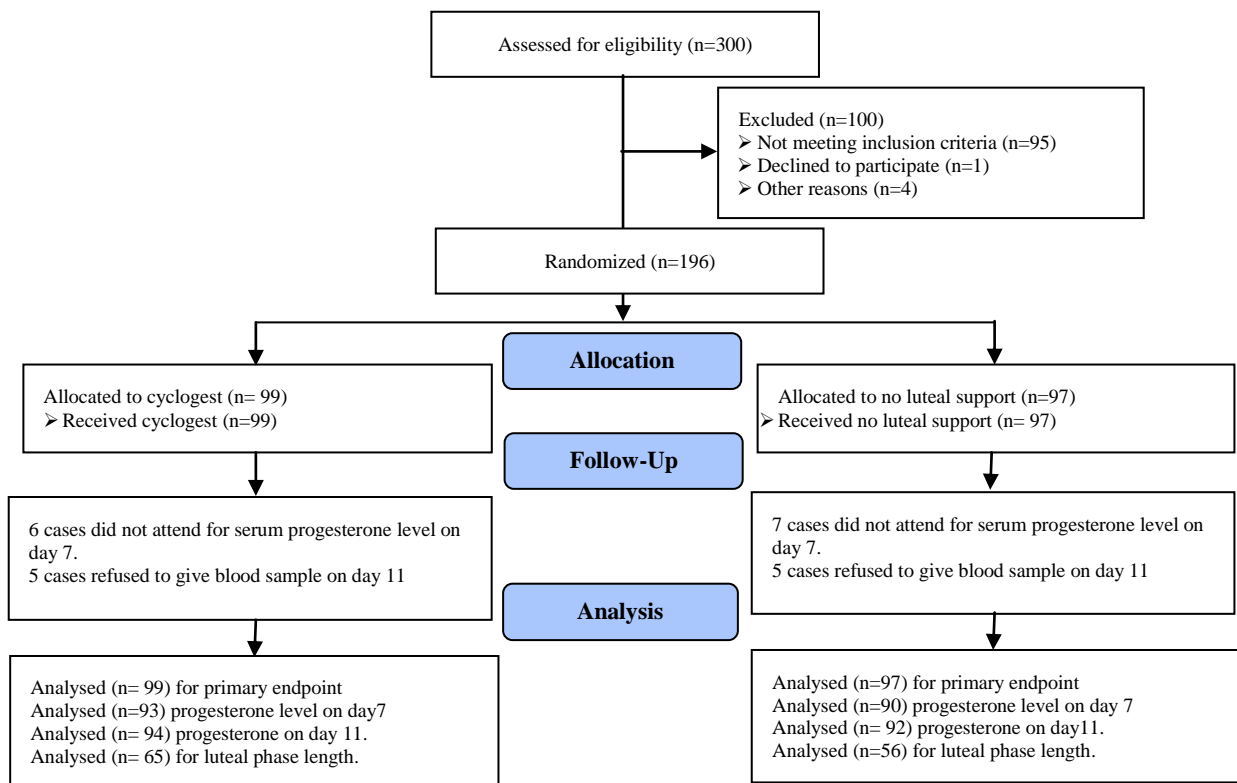 Assessed for eligibility (n=300)
Excluded (n=100)
➢ Not meeting inclusion criteria (n=95)
➢ Declined to participate (n=1)
➢ Other reasons (n=4)
Randomized (n=196)
Allocation
Allocated to cyclogest (n= 99)
➢ Received cyclogest (n=99)
Allocated to no luteal support (n=97)
➢ Received no luteal support (n= 97)
Follow-Up
6 cases did not attend for serum progesterone level on
day 7.
5 cases refused to give blood sample on day 11
7 cases did not attend for serum progesterone level on
day 7.
5 cases refused to give blood sample on day 11
Analysis
Analysed (n= 99) for primary endpoint
Analysed (n=93) progesterone level on day7
Analysed (n= 94) progesterone on day 11.
Analysed (n= 65) for luteal phase length.
Analysed (n=97) for primary endpoint
Analysed (n=90) progesterone level on day 7
Analysed (n= 92) progesterone on day11.
Analysed (n=56) for luteal phase length.